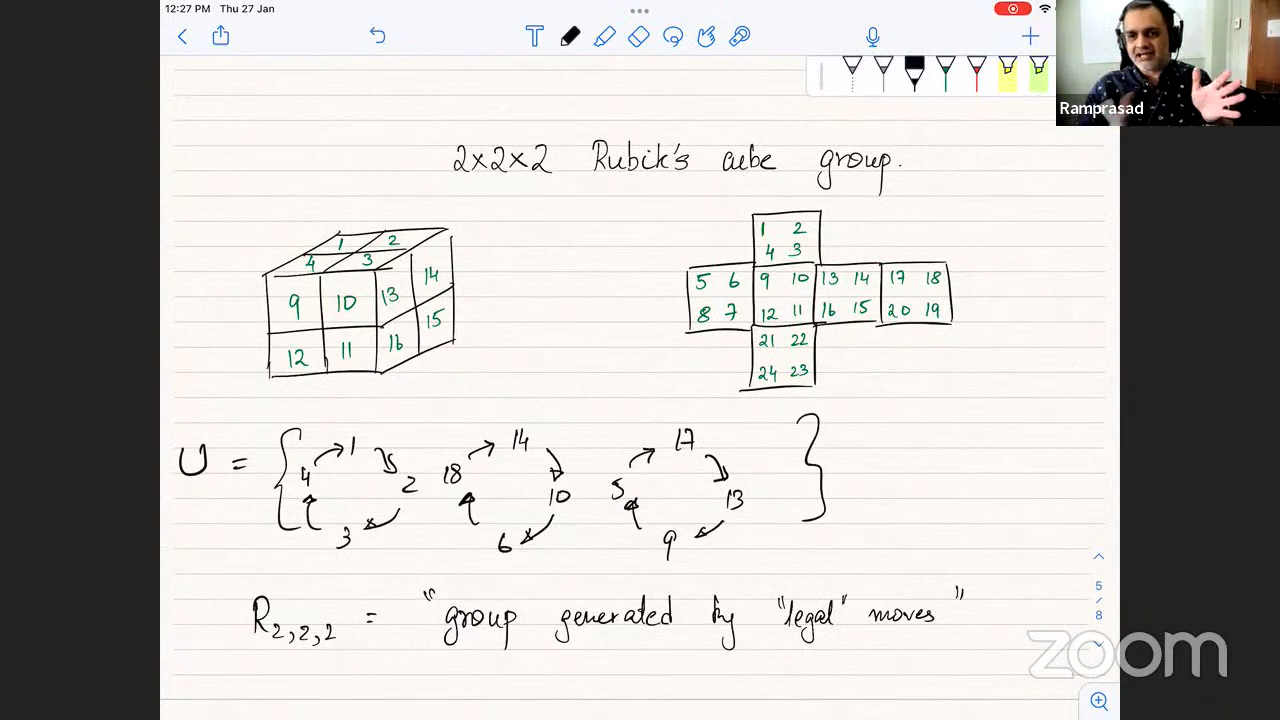 12:27 PM Thu 27 Jan
Ramprasad
2×2×2 Rubik's cube group.
1 2
4 3
9 10 13 14
12 11 16 15
1 2
4 3
5 6 9 10 13 14 17 18
8 7 12 11 16 15 20 19
21 22
24 23
U = { 4 1 2 3 18 14 10 6 5 17 13 9 }
R2,2,2 = "group generated by "legal" moves"
5 / 8
zoom